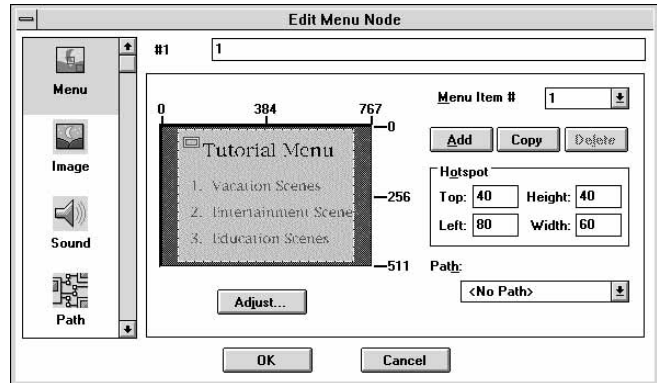 Edit Menu Node
#1 1
Menu
Image
Sound
Path
0 384 767
0
256
511
Tutorial Menu
1. Vacation Scenes
2. Entertainment Scene
3. Education Scenes
Adjust...
Menu Item # 1
Add Copy Delete
Hotspot
Top: 40 Height: 40
Left: 80 Width: 60
Path:
<No Path>
OK Cancel